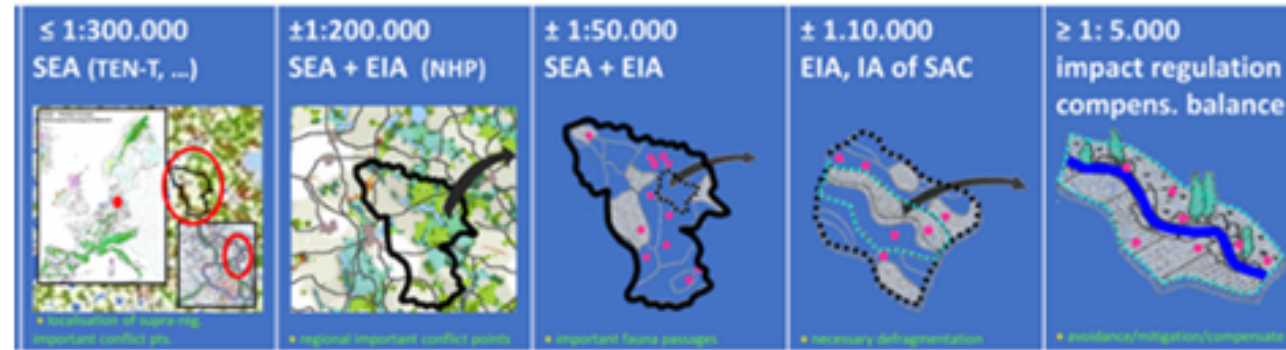 ≤ 1:300.000
SEA (TEN-T, ...)
• localisation of supra-reg.
important conflict pts.
±1:200.000
SEA + EIA (NHP)
• regional important conflict points
± 1:50.000
SEA + EIA
• important fauna passages
± 1.10.000
EIA, IA of SAC
• necessary defragmentation
≥ 1: 5.000
impact regulation
compens. balance
• avoidance/mitigation/compensat